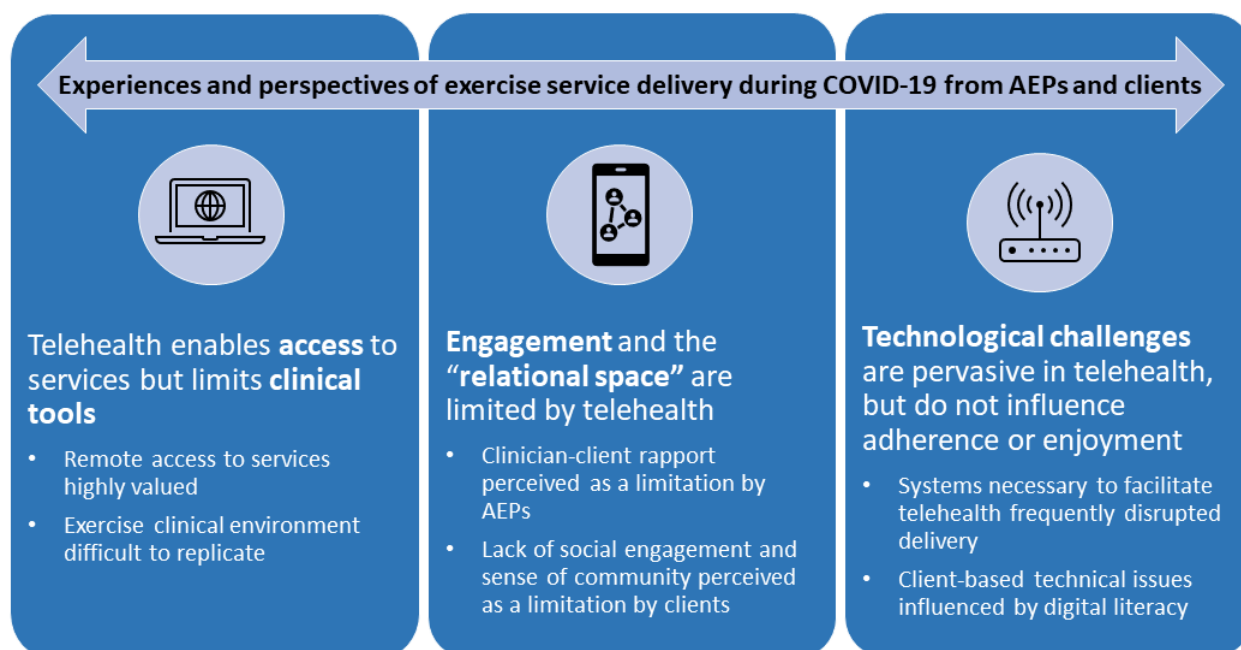 Experiences and perspectives of exercise service delivery during COVID-19 from AEPs and clients
Telehealth enables access to
services but limits clinical
tools
• Remote access to services
highly valued
• Exercise clinical environment
difficult to replicate
Engagement and the
“relational space” are
limited by telehealth
• Clinician-client rapport
perceived as a limitation by
AEPs
• Lack of social engagement and
sense of community perceived
as a limitation by clients
Technological challenges
are pervasive in telehealth,
but do not influence
adherence or enjoyment
• Systems necessary to facilitate
telehealth frequently disrupted
delivery
• Client-based technical issues
influenced by digital literacy